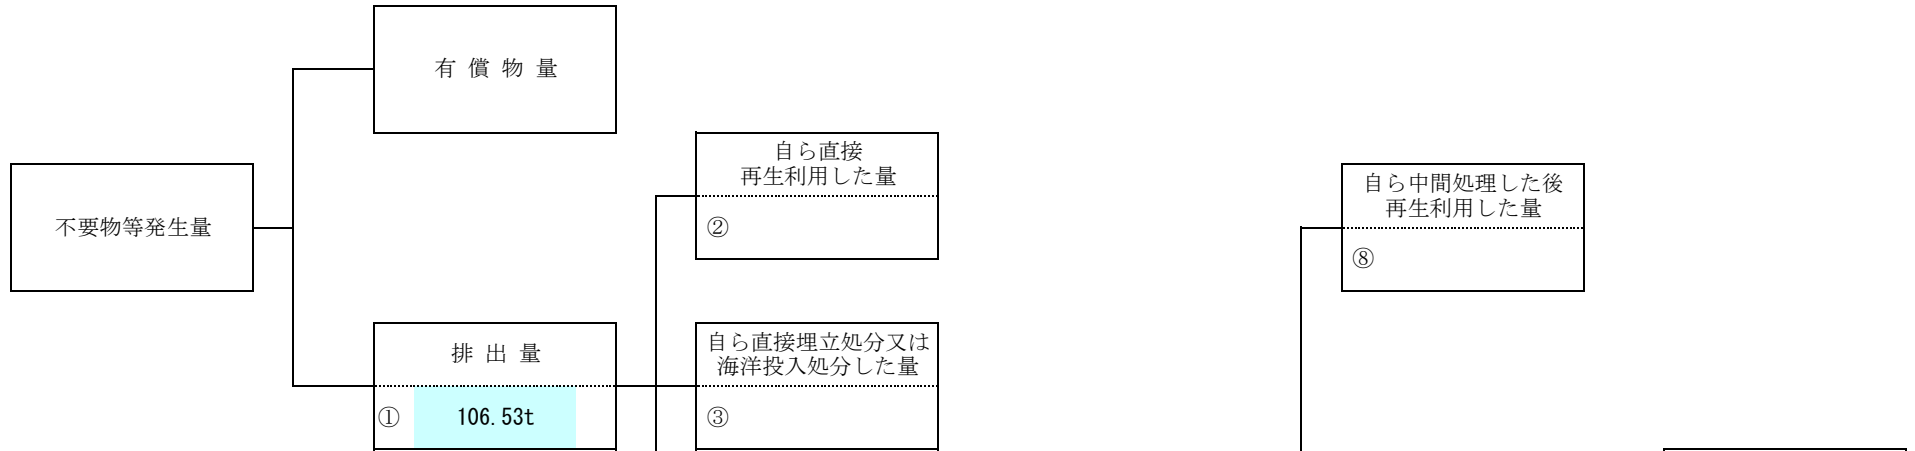 有 償 物 量
自ら直接
再生利用した量
②
自ら中間処理した後
再生利用した量
⑧
不要物等発生量
排 出 量
① 106.53t
自ら直接埋立処分又は
海洋投入処分した量
③